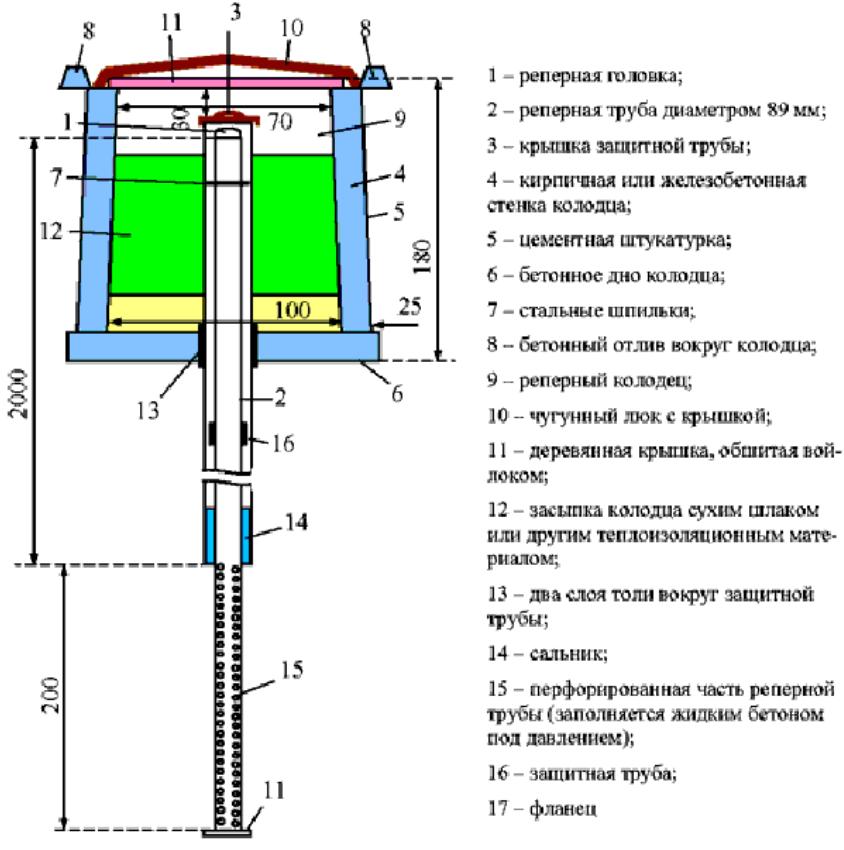 3
11
10
8
8
1 – реперная головка;
2 – реперная труба диаметром 89 мм;
3 – крышка защитной трубы;
4 – кирпичная или железобетонная
стенка колодца;
5 – цементная штукатурка;
6 – бетонное дно колодца;
7 – стальные шпильки;
8 – бетонный отлив вокруг колодца;
9 – реперный колодец;
10 – чугунный люк с крышкой;
11 – деревянная крышка, обшитая вой-
локом;
12 – засыпка колодца сухим шлаком
или другим теплоизоляционным мате-
риалом;
13 – два слоя толи вокруг защитной
трубы;
14 – сальник;
15 – перфорированная часть реперной
трубы (заполняется жидким бетоном
под давлением);
16 – защитная труба;
17 – фланец
1
70
9
7
4
5
12
180
100
25
13
2
6
2000
16
14
15
200
11